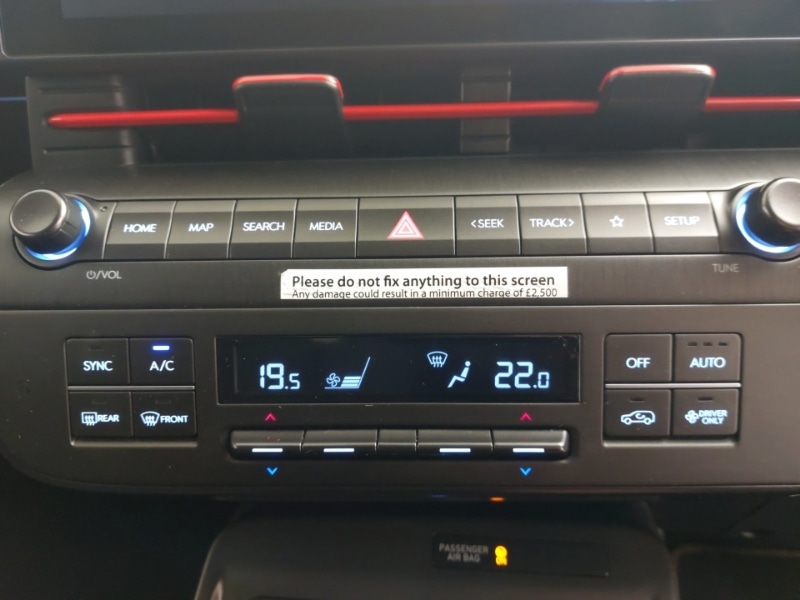 HOME MAP SEARCH MEDIA < SEEK TRACK > SETUP
⏻/VOL TUNE
Please do not fix anything to this screen
Any damage could result in a minimum charge of £2,500
SYNC A/C 19.5 22.0 OFF AUTO
REAR FRONT DRIVER
ONLY
PASSENGER
AIR BAG